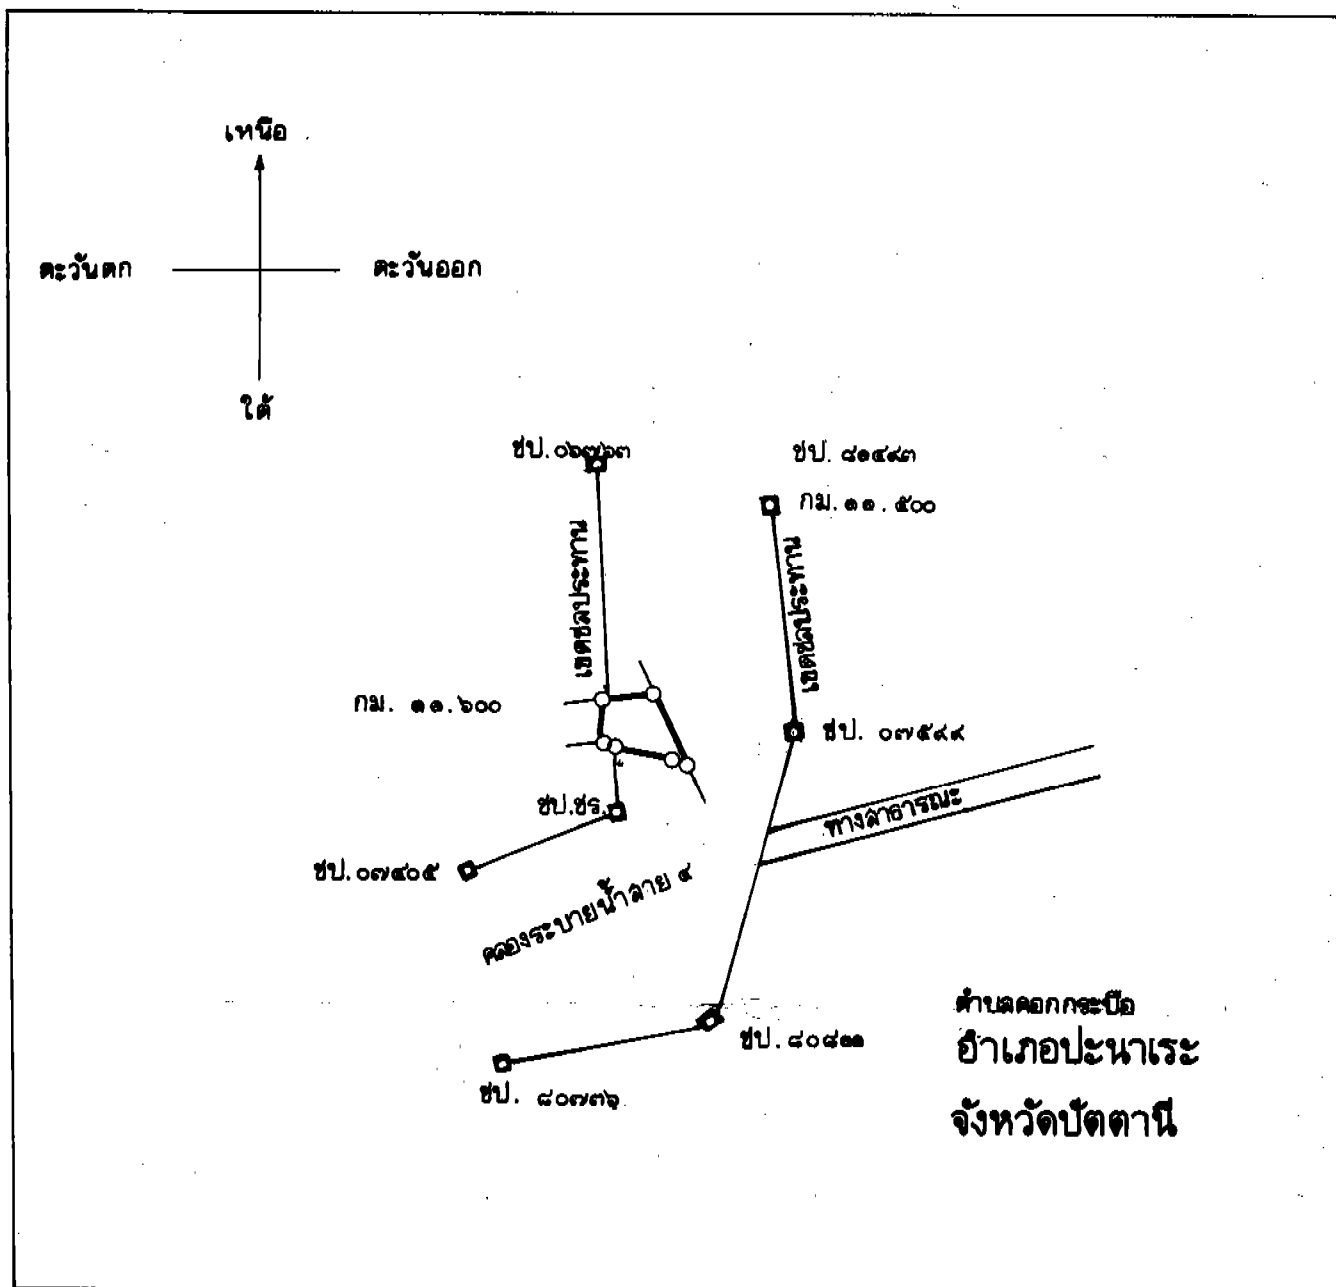 เหนือ
ตะวันตก
ตะวันออก
ใต้
ชป. ๐๖๗๖๓
ชป. ๘๑๔๙๓
กม. ๑๑. ๕๐๐
เขตชลประทาน
เขตชลประทาน
กม. ๑๑.๖๐๐
ชป. ๐๗๕๙๙
ชป.ชร.
ทางสาธารณะ
ชป. ๐๗๔๐๕
คลองระบายน้ำสาย ๙
ตำบลคอกกระบือ
ชป. ๘๐๘๑๑
อำเภอปะนาเระ
ชป. ๘๐๗๓๖
จังหวัดปัตตานี